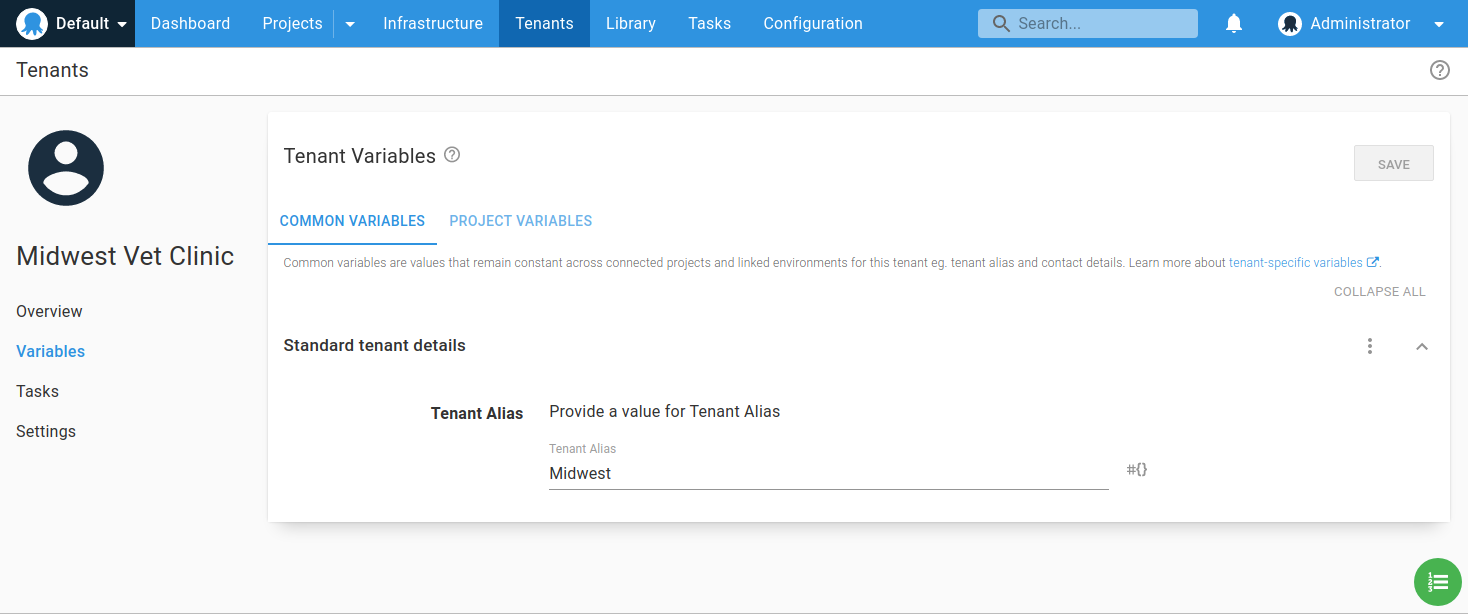 Default Dashboard Projects Infrastructure Tenants Library Tasks Configuration Search... Administrator
Tenants
Midwest Vet Clinic
Overview
Variables
Tasks
Settings
Tenant Variables
SAVE
COMMON VARIABLES PROJECT VARIABLES
Common variables are values that remain constant across connected projects and linked environments for this tenant eg. tenant alias and contact details. Learn more about tenant-specific variables.
COLLAPSE ALL
Standard tenant details
Tenant Alias Provide a value for Tenant Alias
Tenant Alias
Midwest #{}